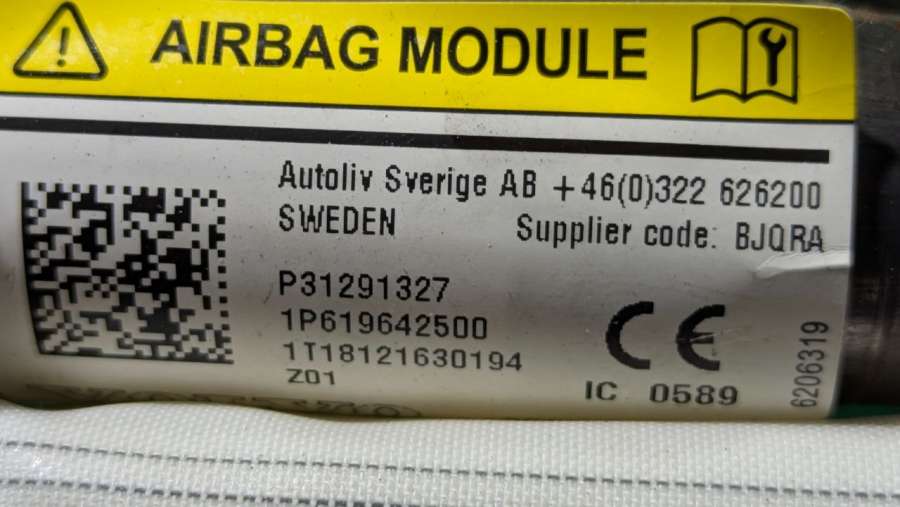 AIRBAG MODULE
Autoliv Sverige AB +46(0)322 626200
SWEDEN
Supplier code: BJQRA
P31291327
1P619642500
1T18121630194
Z01
CE
IC 0589
6206319